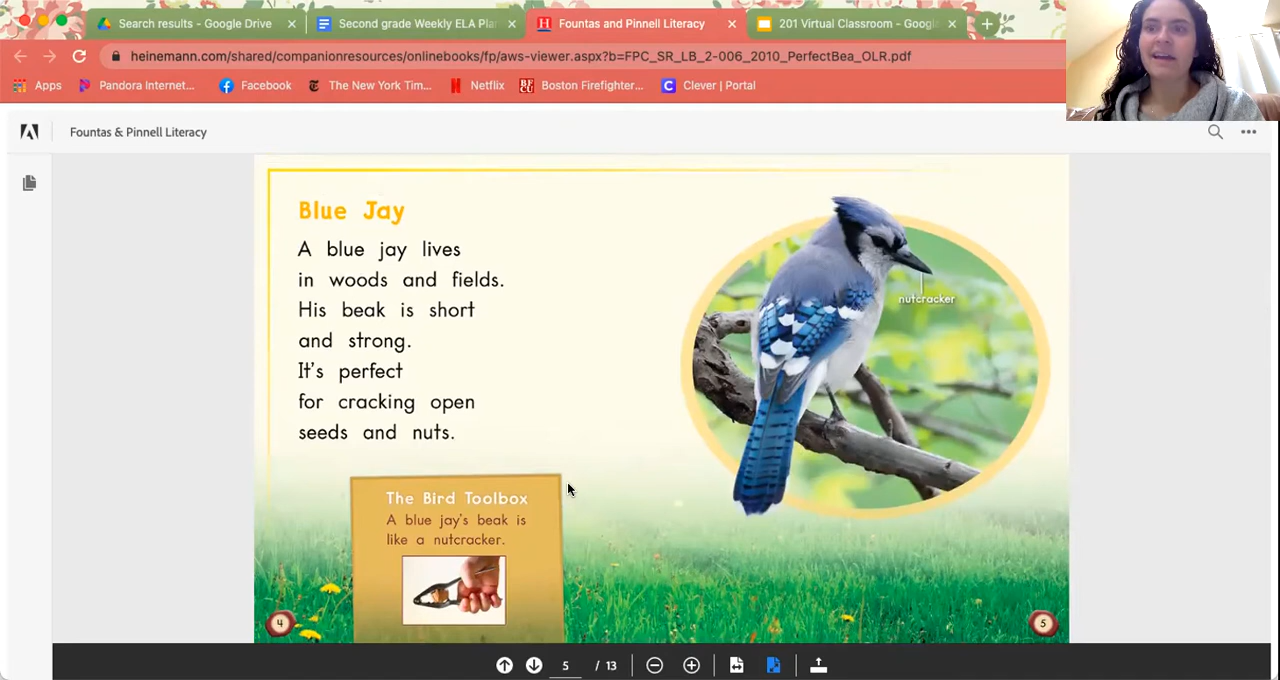 Search results - Google Drive
Second grade Weekly ELA Plan
Fountas and Pinnell Literacy
201 Virtual Classroom - Google
heinemann.com/shared/companionresources/onlinebooks/fp/aws-viewer.aspx?b=FPC_SR_LB_2-006_2010_PerfectBea_OLR.pdf
Apps
Pandora Internet...
Facebook
The New York Tim...
Netflix
Boston Firefighter...
Clever | Portal
Fountas & Pinnell Literacy
Blue Jay
A blue jay lives
in woods and fields.
His beak is short
and strong.
It's perfect
for cracking open
seeds and nuts.
nutcracker
The Bird Toolbox
A blue jay's beak is
like a nutcracker.
4
5
5 / 13